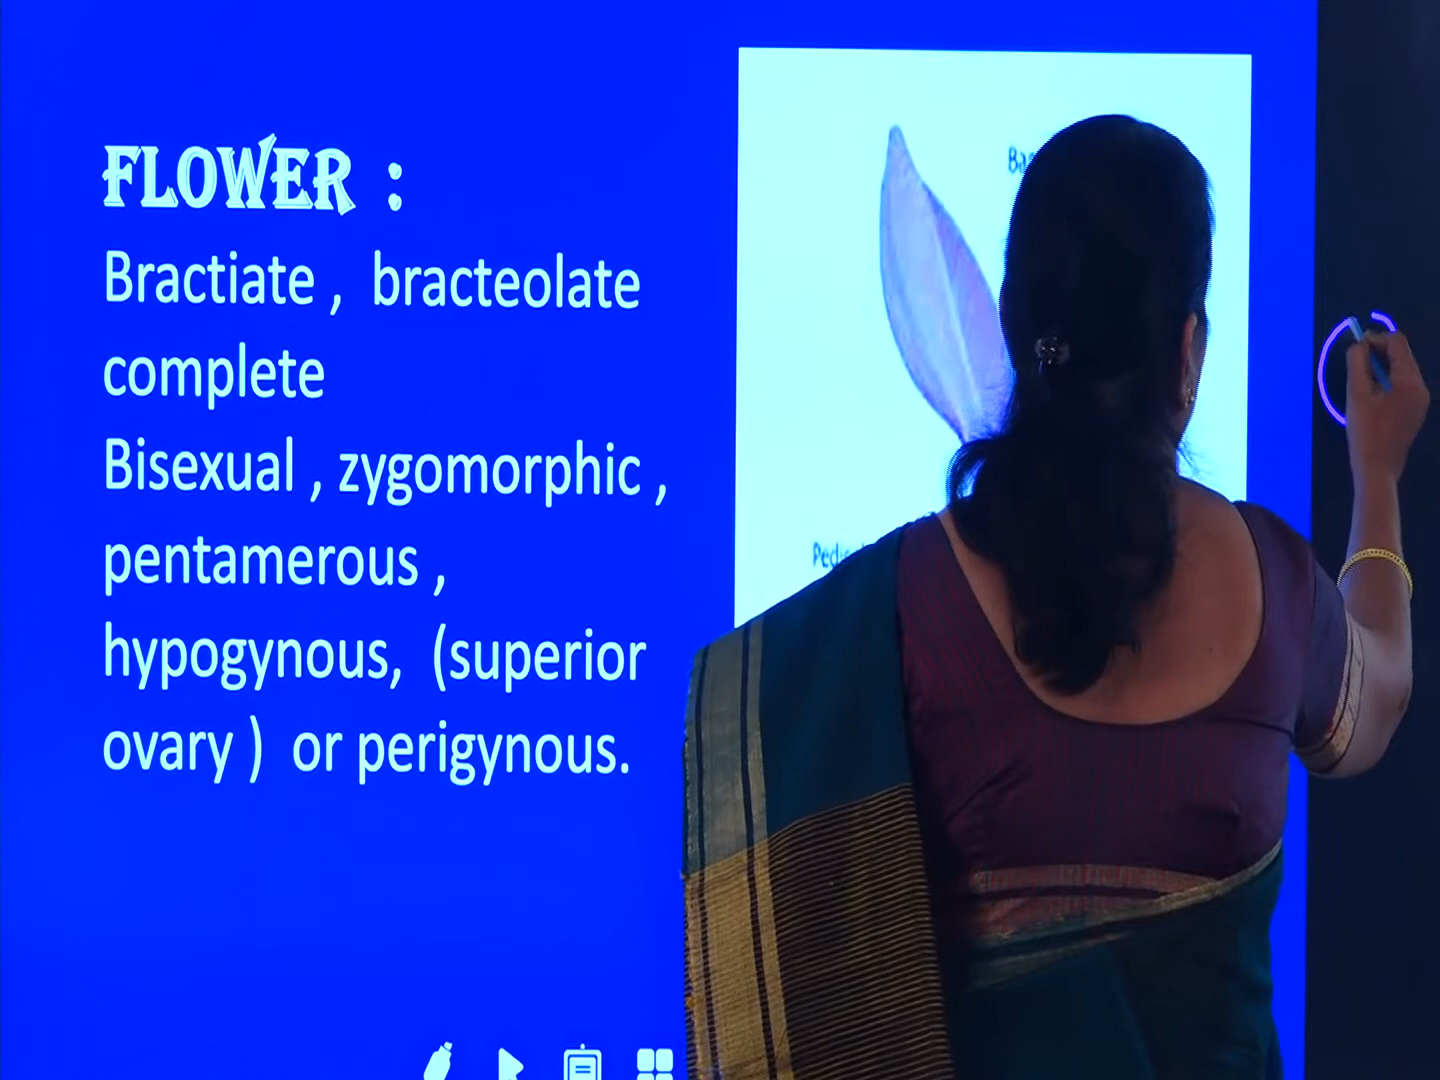 FLOWER :
Bractiate , bracteolate
complete
Bisexual , zygomorphic ,
pentamerous ,
hypogynous, (superior
ovary ) or perigynous.